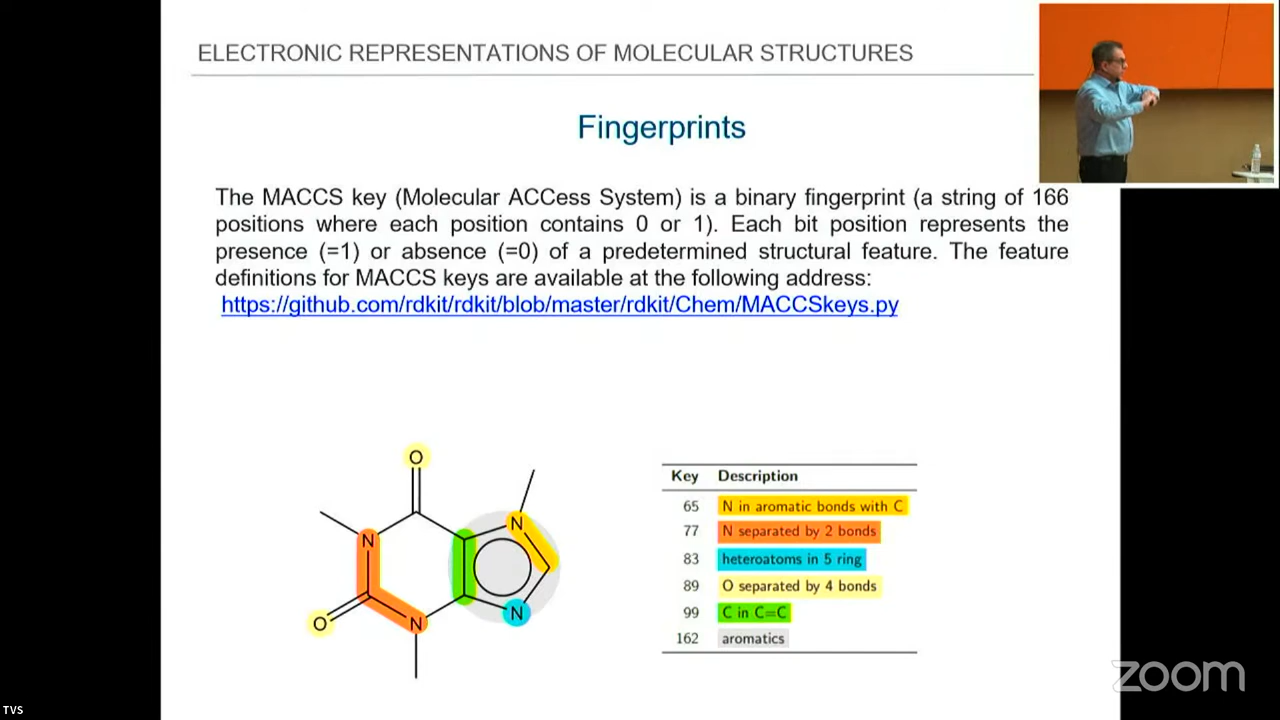 ELECTRONIC REPRESENTATIONS OF MOLECULAR STRUCTURES
Fingerprints
The MACCS key (Molecular ACCess System) is a binary fingerprint (a string of 166
positions where each position contains 0 or 1). Each bit position represents the
presence (=1) or absence (=0) of a predetermined structural feature. The feature
definitions for MACCS keys are available at the following address:
https://github.com/rdkit/rdkit/blob/master/rdkit/Chem/MACCSkeys.py
O
N
N
O
N
N
Key Description
65 N in aromatic bonds with C
77 N separated by 2 bonds
83 heteroatoms in 5 ring
89 O separated by 4 bonds
99 C in C=C
162 aromatics
zoom
TVS